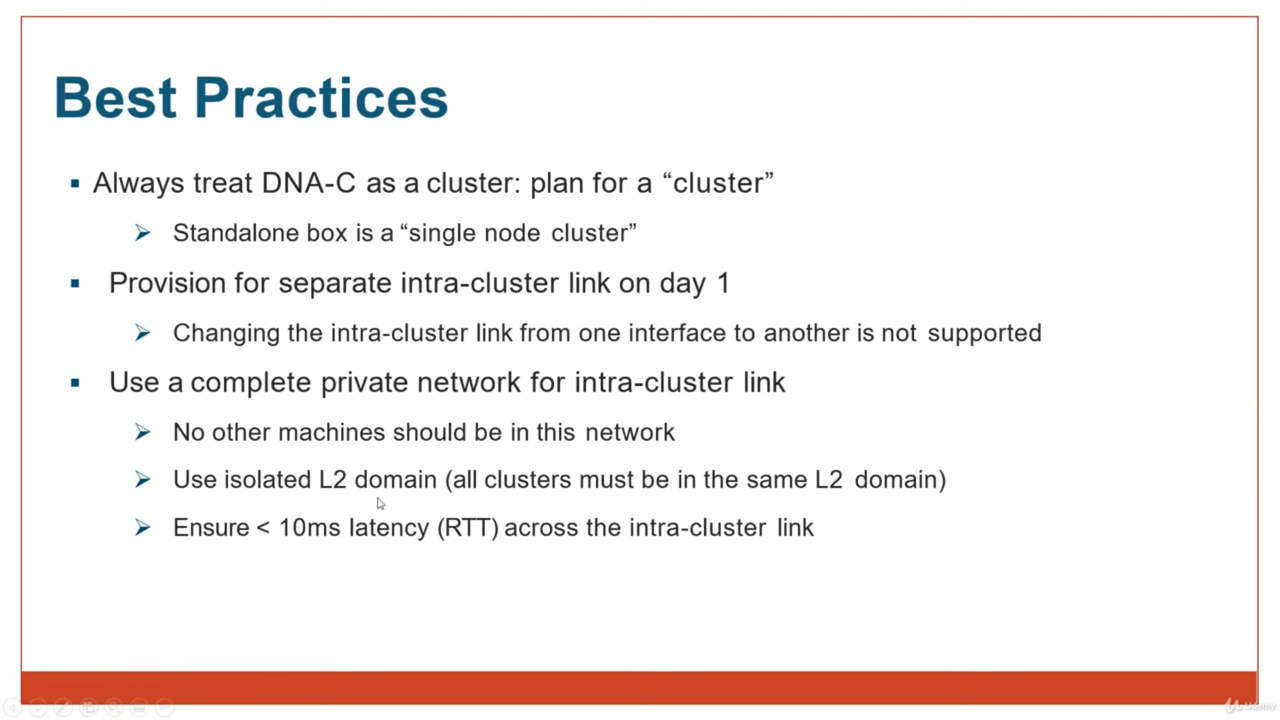 Best Practices
Always treat DNA-C as a cluster: plan for a “cluster”
Standalone box is a “single node cluster”
Provision for separate intra-cluster link on day 1
Changing the intra-cluster link from one interface to another is not supported
Use a complete private network for intra-cluster link
No other machines should be in this network
Use isolated L2 domain (all clusters must be in the same L2 domain)
Ensure < 10ms latency (RTT) across the intra-cluster link
Udemy